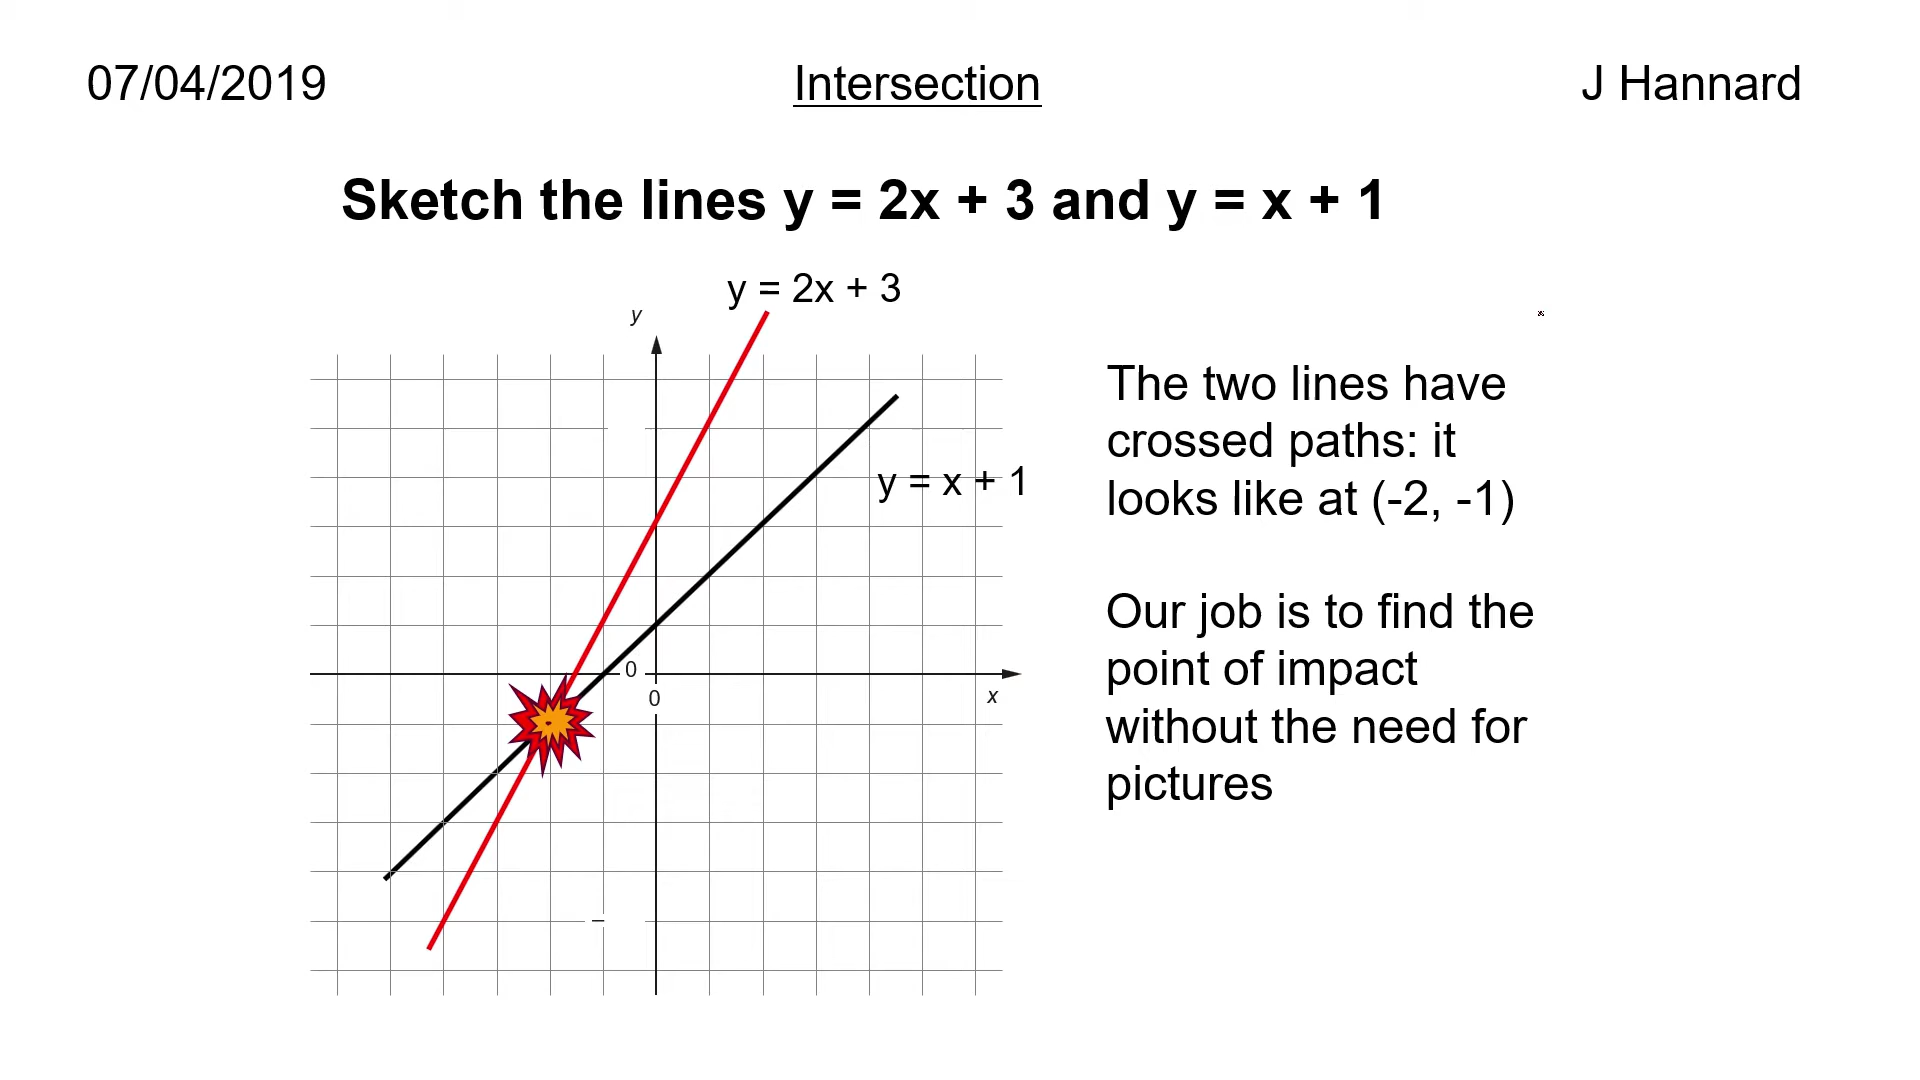 07/04/2019 Intersection J Hannard
Sketch the lines y = 2x + 3 and y = x + 1
y = 2x + 3
y
y = x + 1
0
0
x
–
The two lines have
crossed paths: it
looks like at (-2, -1)
Our job is to find the
point of impact
without the need for
pictures